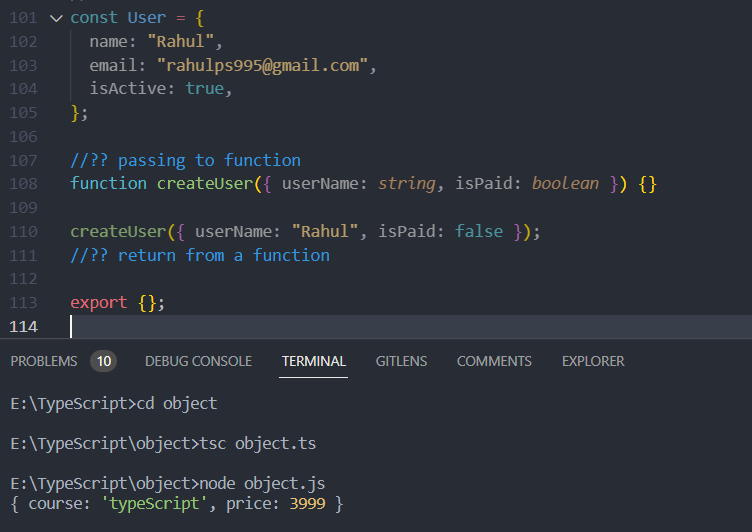 101 const User = {
102 name: "Rahul",
103 email: "rahulps995@gmail.com",
104 isActive: true,
105 };
106
107 //?? passing to function
108 function createUser({ userName: string, isPaid: boolean }) {}
109
110 createUser({ userName: "Rahul", isPaid: false });
111 //?? return from a function
112
113 export {};
114
PROBLEMS 10 DEBUG CONSOLE TERMINAL GITLENS COMMENTS EXPLORER
E:\TypeScript>cd object
E:\TypeScript\object>tsc object.ts
E:\TypeScript\object>node object.js
{ course: 'typeScript', price: 3999 }